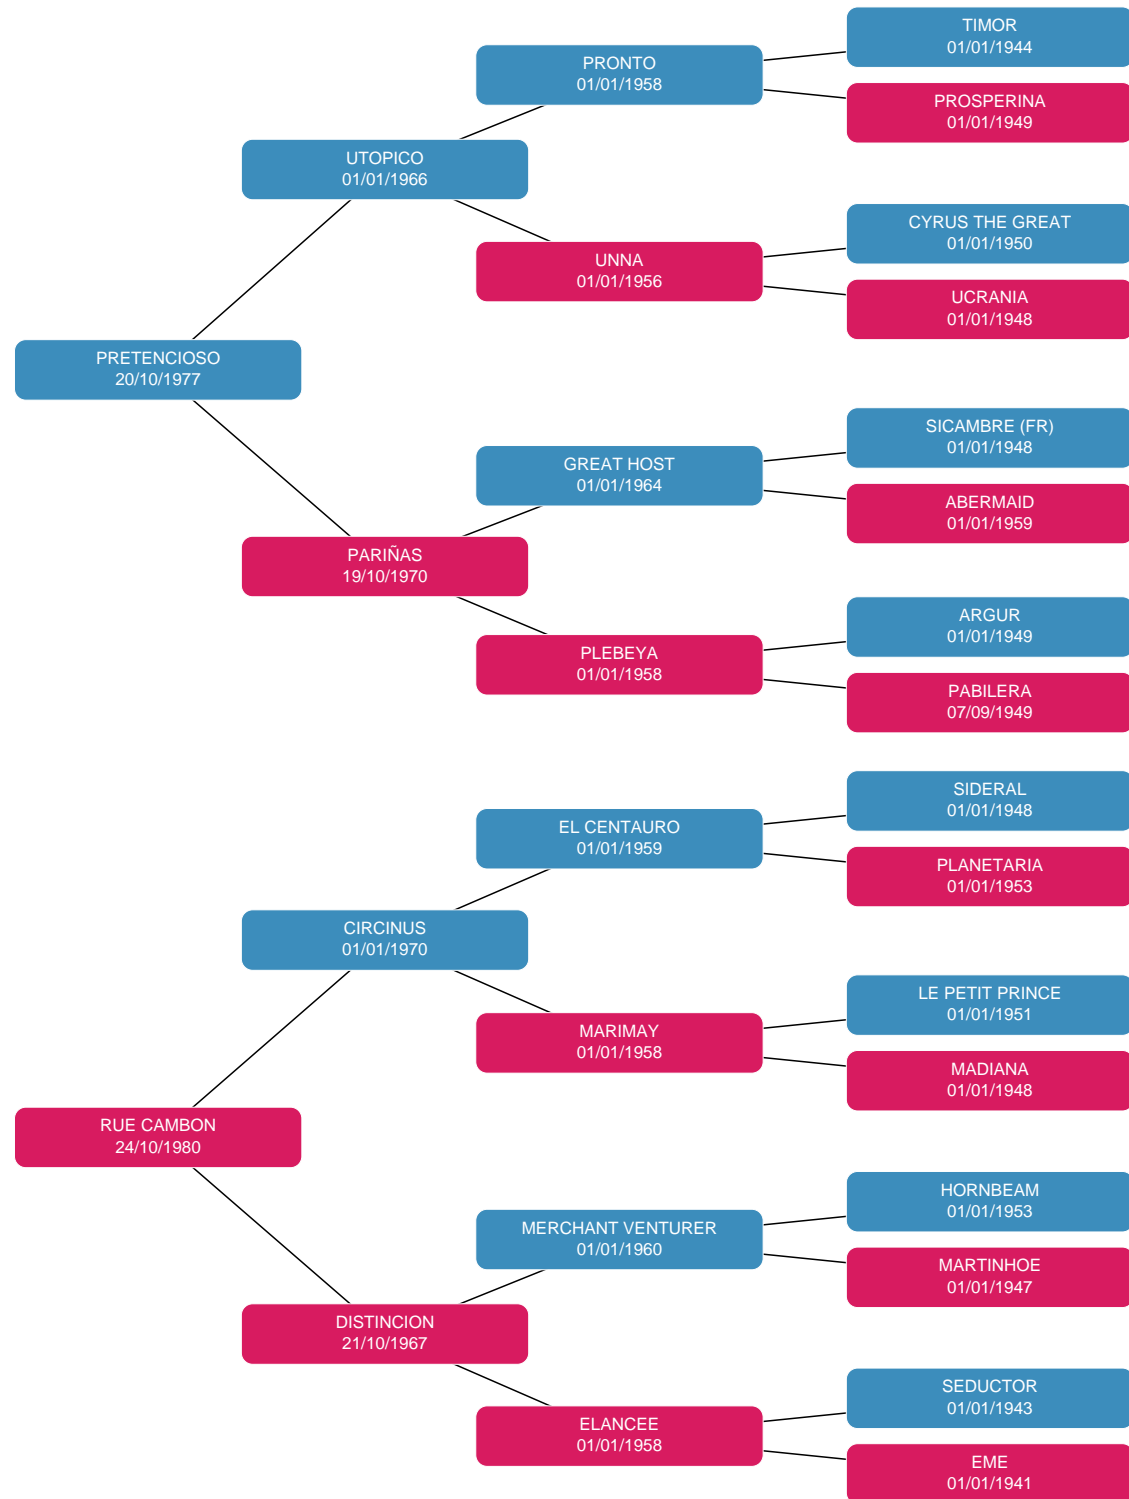 TIMOR
01/01/1944
PRONTO
01/01/1958
PROSPERINA
01/01/1949
UTOPICO
01/01/1966
CYRUS THE GREAT
01/01/1950
UNNA
01/01/1956
UCRANIA
01/01/1948
PRETENCIOSO
20/10/1977
SICAMBRE (FR)
01/01/1948
GREAT HOST
01/01/1964
ABERMAID
01/01/1959
PARIÑAS
19/10/1970
ARGUR
01/01/1949
PLEBEYA
01/01/1958
PABILERA
07/09/1949
SIDERAL
01/01/1948
EL CENTAURO
01/01/1959
PLANETARIA
01/01/1953
CIRCINUS
01/01/1970
LE PETIT PRINCE
01/01/1951
MARIMAY
01/01/1958
MADIANA
01/01/1948
RUE CAMBON
24/10/1980
HORNBEAM
01/01/1953
MERCHANT VENTURER
01/01/1960
MARTINHOE
01/01/1947
DISTINCION
21/10/1967
SEDUCTOR
01/01/1943
ELANCEE
01/01/1958
EME
01/01/1941